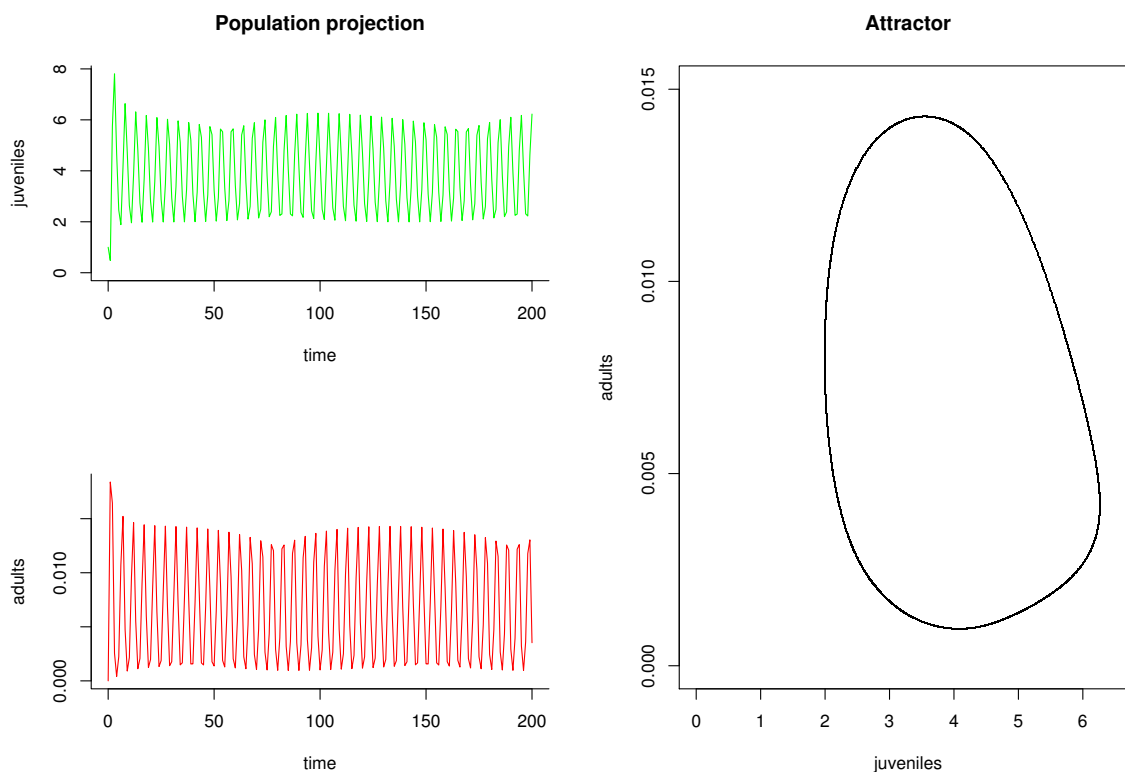 Population projection
juveniles
8
6
4
2
0
0 50 100 150 200
time
adults
0.010
0.000
0 50 100 150 200
time
Attractor
adults
0.015
0.010
0.005
0.000
0 1 2 3 4 5 6
juveniles